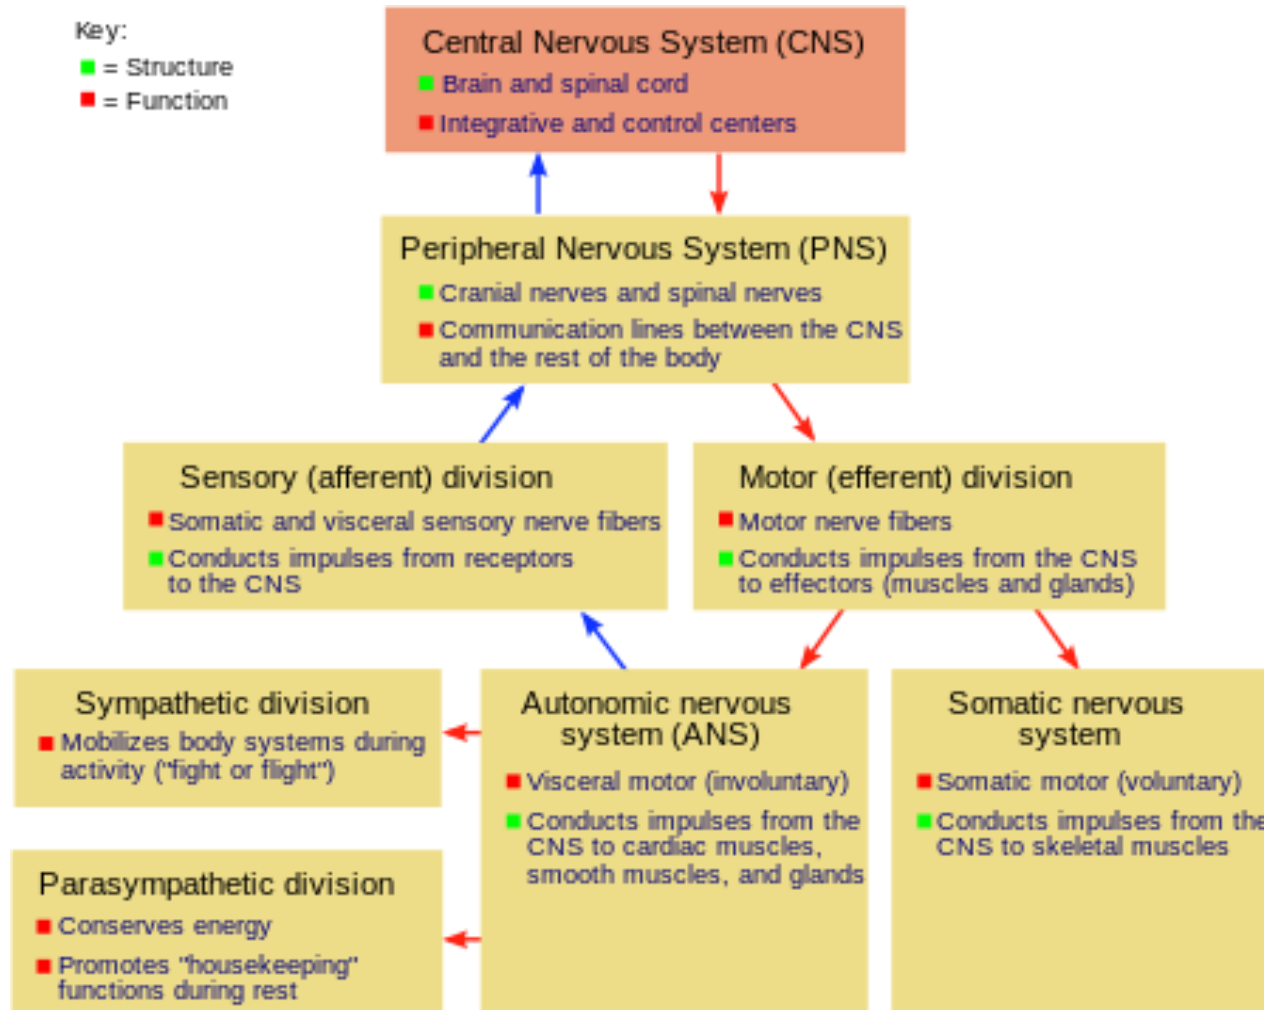 Key:
= Structure
= Function
Central Nervous System (CNS)
Brain and spinal cord
Integrative and control centers
Peripheral Nervous System (PNS)
Cranial nerves and spinal nerves
Communication lines between the CNS
and the rest of the body
Sensory (afferent) division
Somatic and visceral sensory nerve fibers
Conducts impulses from receptors
to the CNS
Motor (efferent) division
Motor nerve fibers
Conducts impulses from the CNS
to effectors (muscles and glands)
Sympathetic division
Mobilizes body systems during
activity ("fight or flight")
Autonomic nervous
system (ANS)
Visceral motor (involuntary)
Conducts impulses from the
CNS to cardiac muscles,
smooth muscles, and glands
Somatic nervous
system
Somatic motor (voluntary)
Conducts impulses from the
CNS to skeletal muscles
Parasympathetic division
Conserves energy
Promotes "housekeeping"
functions during rest